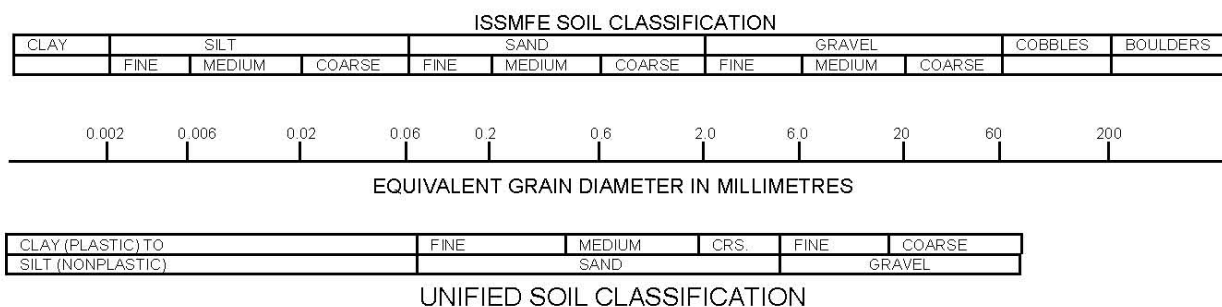 ISSMFE SOIL CLASSIFICATION
CLAY SILT SAND GRAVEL COBBLES BOULDERS
FINE MEDIUM COARSE FINE MEDIUM COARSE FINE MEDIUM COARSE
0.002 0.006 0.02 0.06 0.2 0.6 2.0 6.0 20 60 200
EQUIVALENT GRAIN DIAMETER IN MILLIMETRES
CLAY (PLASTIC) TO FINE MEDIUM CRS. FINE COARSE
SILT (NONPLASTIC) SAND GRAVEL
UNIFIED SOIL CLASSIFICATION